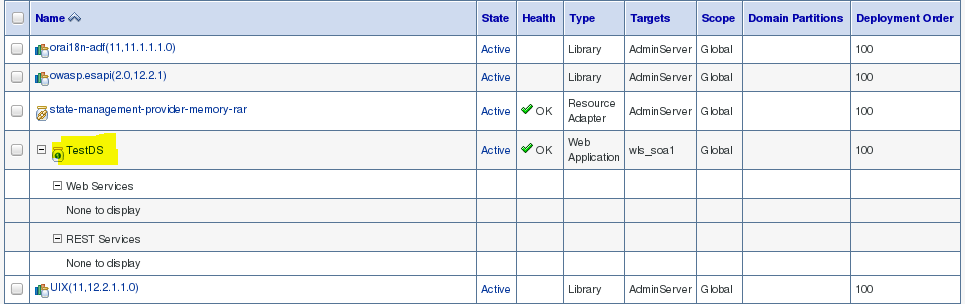 Name State Health Type Targets Scope Domain Partitions Deployment Order
orai18n-adf(11,11.1.1.1.0) Active Library AdminServer Global 100
owasp.esapi(2.0,12.2.1) Active Library AdminServer Global 100
state-management-provider-memory-rar Active OK Resource Adapter AdminServer Global 100
TestDS Active OK Web Application wls_soa1 Global 100
Web Services
None to display
REST Services
None to display
UIX(11,12.2.1.1.0) Active Library AdminServer Global 100